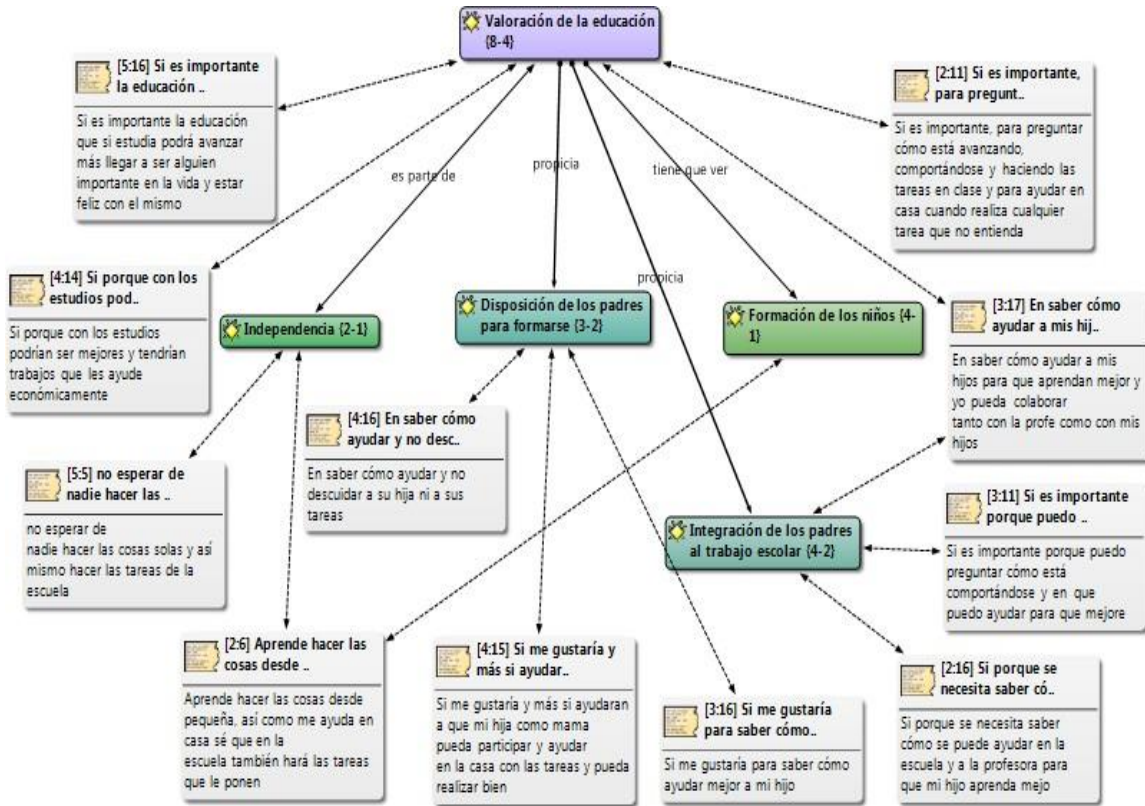 Valoración de la educación
{8-4}
[5:16] Si es importante
la educación ..
Si es importante la educación
que si estudia podrá avanzar
más llegar a ser alguien
importante en la vida y estar
feliz con el mismo
[2:11] Si es importante,
para pregunt..
Si es importante, para preguntar
cómo está avanzando,
comportándose y haciendo las
tareas en clase y para ayudar en
casa cuando realiza cualquier
tarea que no entienda
es parte de
propicia
tiene que ver
propicia
[4:14] Si porque con los
estudios pod..
Si porque con los estudios
podrían ser mejores y tendrían
trabajos que les ayude
económicamente
Independencia {2-1}
Disposición de los padres
para formarse {3-2}
Formación de los niños {4-
1}
[3:17] En saber cómo
ayudar a mis hij..
En saber cómo ayudar a mis
hijos para que aprendan mejor y
yo pueda colaborar
tanto con la profe como con mis
hijos
[4:16] En saber cómo
ayudar y no desc..
En saber cómo ayudar y no
descuidar a su hija ni a sus
tareas
[5:5] no esperar de
nadie hacer las ..
no esperar de
nadie hacer las cosas solas y así
mismo hacer las tareas de la
escuela
[3:11] Si es importante
porque puedo ..
Si es importante porque puedo
preguntar cómo está
comportándose y en que
puedo ayudar para que mejore
Integración de los padres
al trabajo escolar {4-2}
[2:6] Aprende hacer las
cosas desde ..
Aprende hacer las cosas desde
pequeña, así como me ayuda en
casa sé que en la
escuela también hará las tareas
que le ponen
[4:15] Si me gustaría y
más si ayudar..
Si me gustaría y más si ayudaran
a que mi hija como mama
pueda participar y ayudar
en la casa con las tareas y pueda
realizar bien
[3:16] Si me gustaría
para saber cómo..
Si me gustaría para saber cómo
ayudar mejor a mi hijo
[2:16] Si porque se
necesita saber có..
Si porque se necesita saber
cómo se puede ayudar en la
escuela y a la profesora para
que mi hijo aprenda mejo